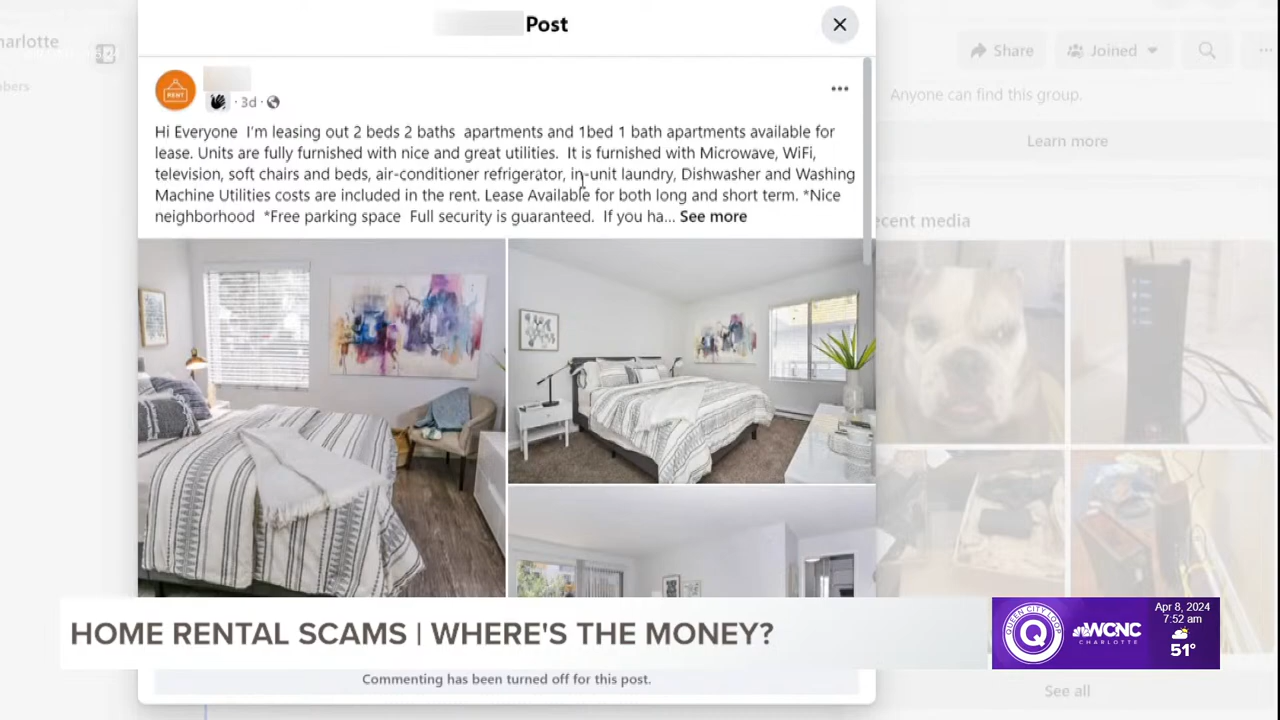 Post
harlotte
Share
Joined
mbers
RENT
3d
Anyone can find this group.
Learn more
Hi Everyone I'm leasing out 2 beds 2 baths apartments and 1bed 1 bath apartments available for
lease. Units are fully furnished with nice and great utilities. It is furnished with Microwave, WiFi,
television, soft chairs and beds, air-conditioner refrigerator, in-unit laundry, Dishwasher and Washing
Machine Utilities costs are included in the rent. Lease Available for both long and short term. *Nice
neighborhood *Free parking space Full security is guaranteed. If you ha... See more
ecent media
HOME RENTAL SCAMS | WHERE'S THE MONEY?
QUEEN CITY LOOP
Q
WCNC
CHARLOTTE
Apr 8, 2024
7:52 am
51°
Commenting has been turned off for this post.
See all